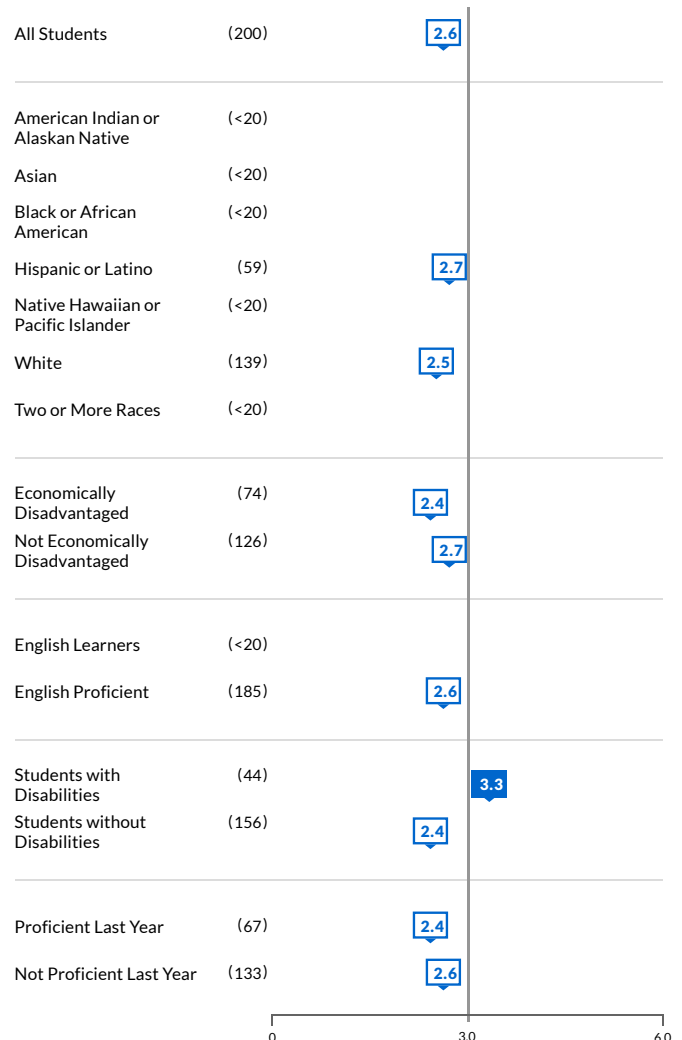 All Students (200) 2.6
American Indian or (<20)
Alaskan Native
Asian (<20)
Black or African (<20)
American
Hispanic or Latino (59) 2.7
Native Hawaiian or (<20)
Pacific Islander
White (139) 2.5
Two or More Races (<20)
Economically (74) 2.4
Disadvantaged
Not Economically (126) 2.7
Disadvantaged
English Learners (<20)
English Proficient (185) 2.6
Students with (44) 3.3
Disabilities
Students without (156) 2.4
Disabilities
Proficient Last Year (67) 2.4
Not Proficient Last Year (133) 2.6
0 3.0 6.0